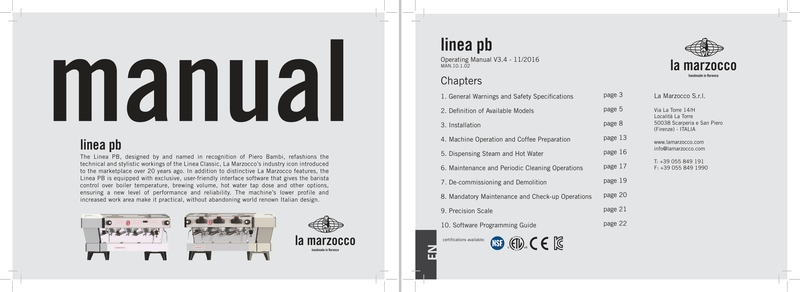 manual
linea pb
The Linea PB, designed by and named in recognition of Piero Bambi, refashions the
technical and stylistic workings of the Linea Classic, La Marzocco's industry icon introduced
to the marketplace over 20 years ago. In addition to distinctive La Marzocco features, the
Linea PB is equipped with exclusive, user-friendly interface software that gives the barista
control over boiler temperature, brewing volume, hot water tap dose and other options,
ensuring a new level of performance and reliability. The machine's lower profile and
increased work area make it practical, without abandoning world renown Italian design.
la marzocco
handmade in florence
linea pb
Operating Manual V3.4 - 11/2016
MAN.10.1.02
Chapters
1. General Warnings and Safety Specifications page 3
2. Definition of Available Models page 5
3. Installation page 8
4. Machine Operation and Coffee Preparation page 13
5. Dispensing Steam and Hot Water page 16
6. Maintenance and Periodic Cleaning Operations page 17
7. De-commissioning and Demolition page 19
8. Mandatory Maintenance and Check-up Operations page 20
9. Precision Scale page 21
10. Software Programming Guide page 22
EN
certifications available:
NSF
ETL
CE
la marzocco
handmade in florence
La Marzocco S.r.l.
Via La Torre 14/H
Località La Torre
50038 Scarperia e San Piero
(Firenze) - ITALIA
www.lamarzocco.com
info@lamarzocco.com
T: +39 055 849 191
F: +39 055 849 1990